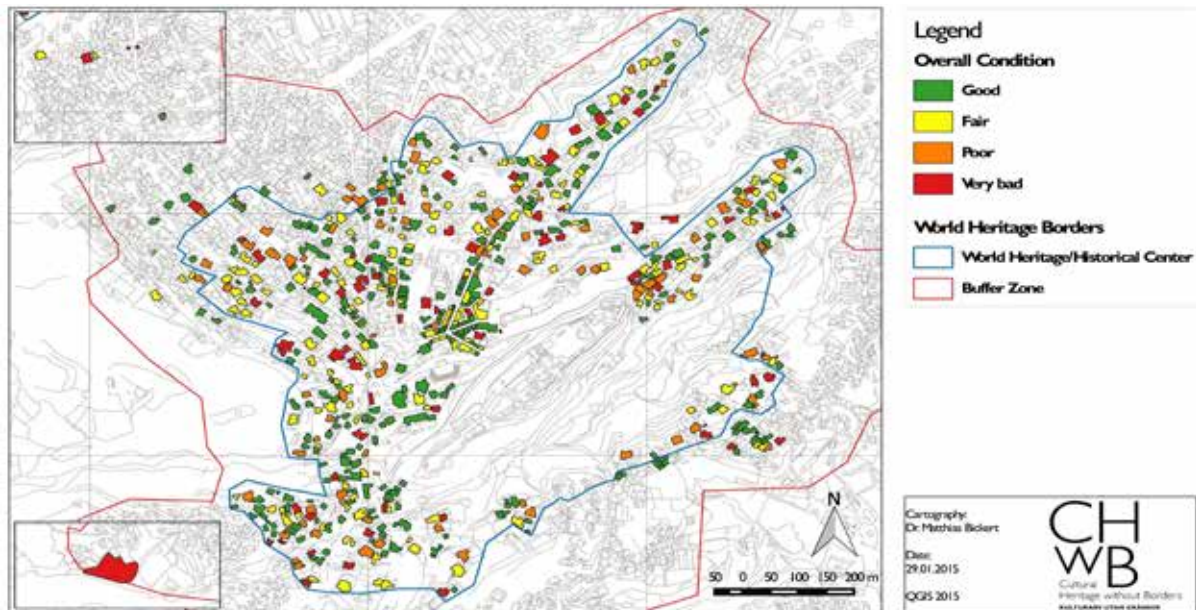 Legend
Overall Condition
Good
Fair
Poor
Very bad
World Heritage Borders
World Heritage/Historical Center
Buffer Zone
N
50 0 50 100 150 200 m
Cartography:
Dr. Matthias Bickert
Date:
29.01.2015
QGIS 2015
CH
WB
Cultural
Heritage without Borders